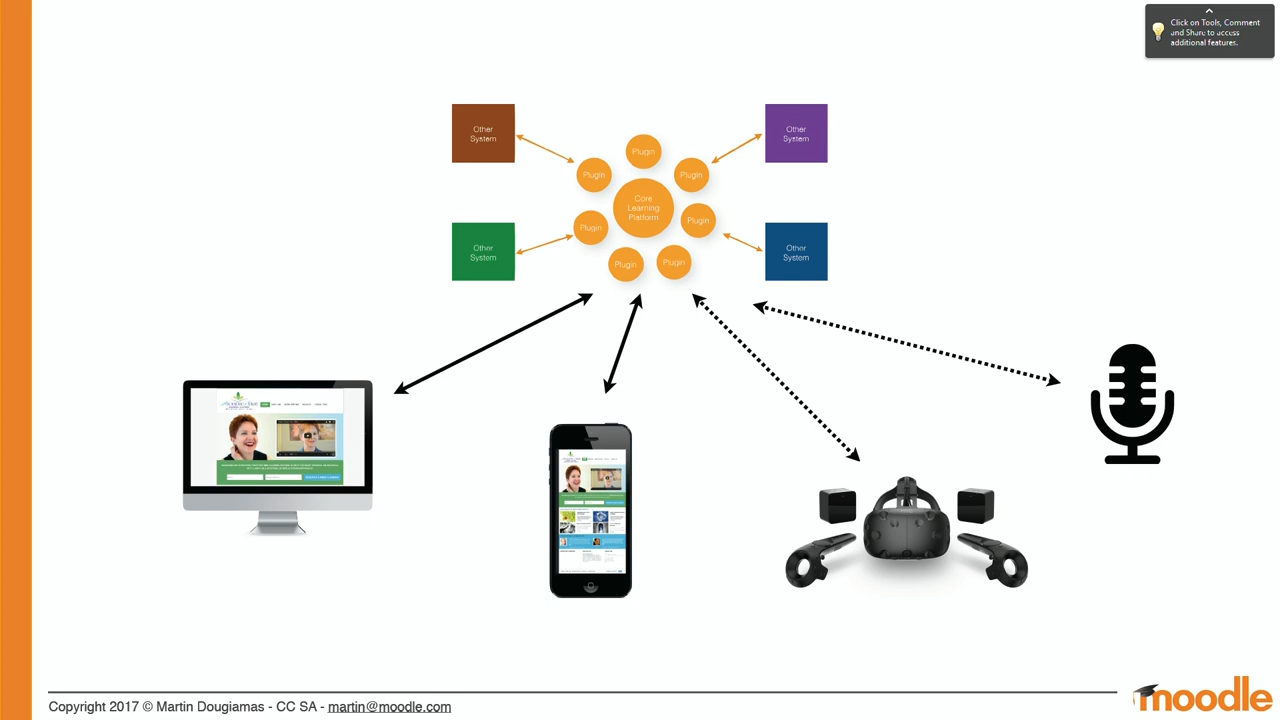 Click on Tools, Comment
and Share to access
additional features.
Other
System
Other
System
Plugin
Plugin
Plugin
Core
Learning
Platform
Plugin
Plugin
Plugin
Plugin
Other
System
Other
System
Copyright 2017 © Martin Dougiamas - CC SA - martin@moodle.com
moodle